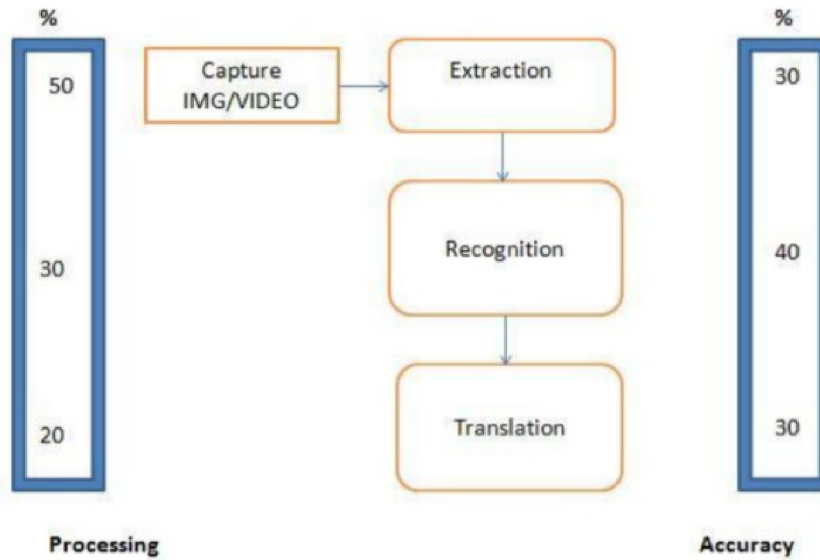 %
%
50
Capture
IMG/VIDEO
Extraction
30
30
Recognition
40
20
Translation
30
Processing
Accuracy